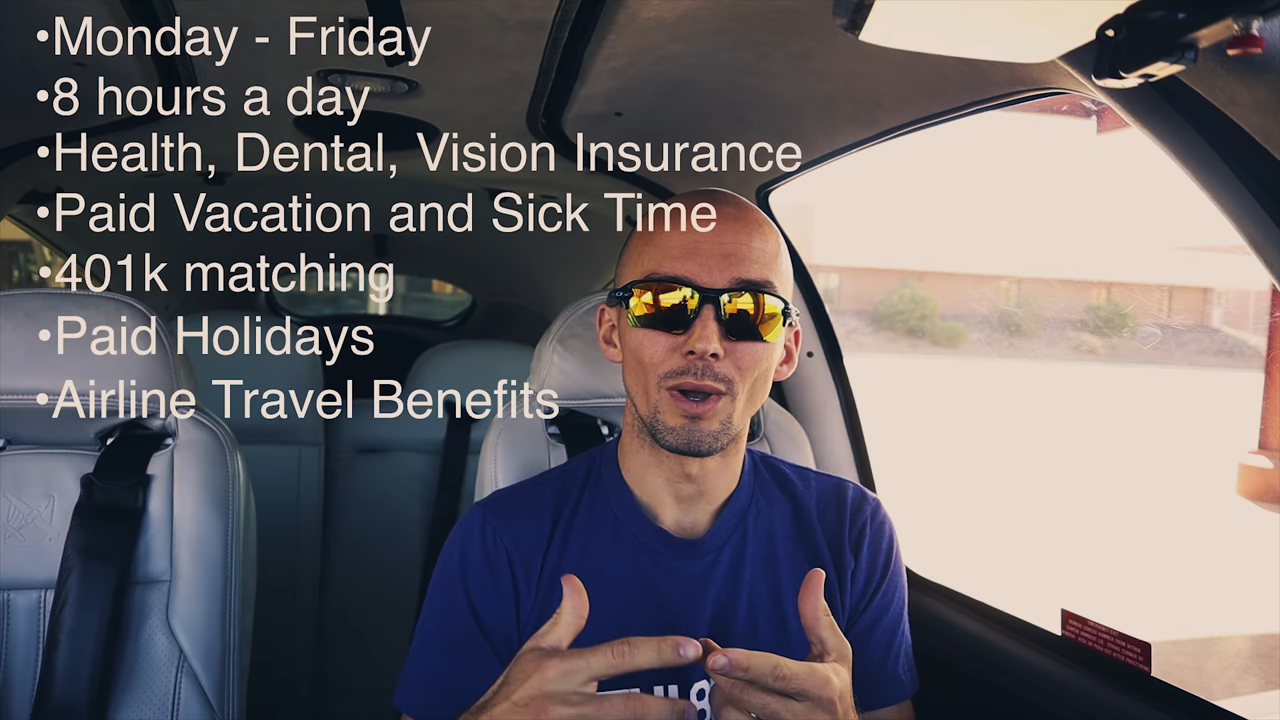 •Monday - Friday
•8 hours a day
•Health, Dental, Vision Insurance
•Paid Vacation and Sick Time
•401k matching
•Paid Holidays
•Airline Travel Benefits